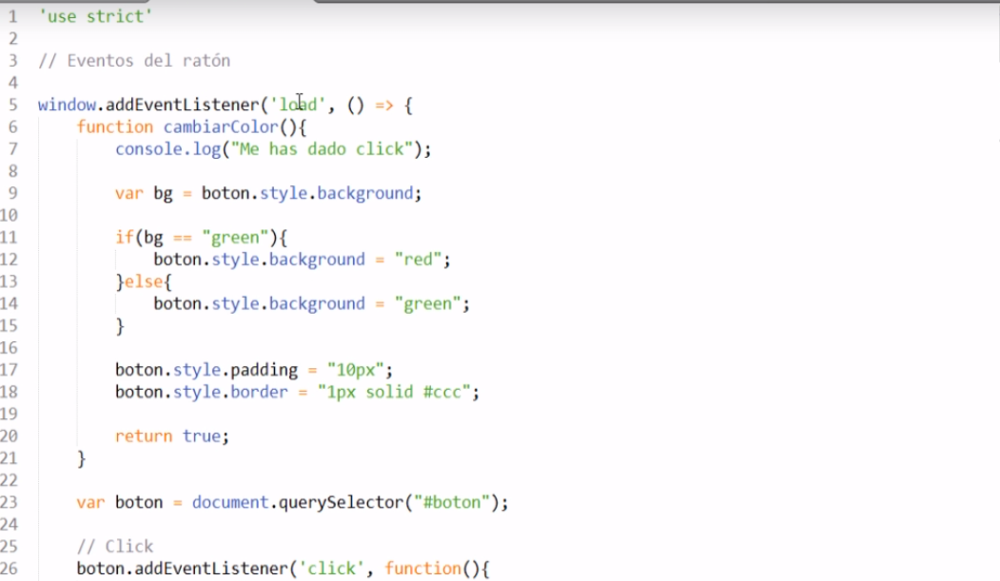 1 'use strict'
2
3 // Eventos del ratón
4
5 window.addEventListener('load', () => {
6 function cambiarColor(){
7 console.log("Me has dado click");
8
9 var bg = boton.style.background;
10
11 if(bg == "green"){
12 boton.style.background = "red";
13 }else{
14 boton.style.background = "green";
15 }
16
17 boton.style.padding = "10px";
18 boton.style.border = "1px solid #ccc";
19
20 return true;
21 }
22
23 var boton = document.querySelector("#boton");
24
25 // Click
26 boton.addEventListener('click', function(){